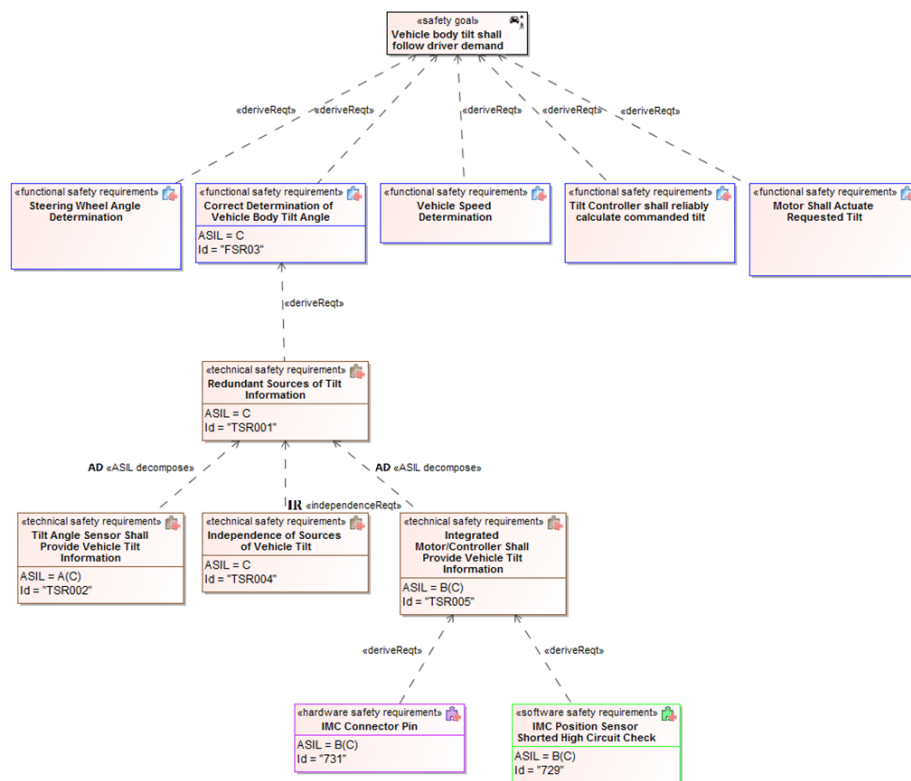 «safety goal»
Vehicle body tilt shall
follow driver demand
«deriveReqt»
«deriveReqt»
«deriveReqt»
«deriveReqt»
«deriveReqt»
«functional safety requirement»
Steering Wheel Angle
Determination
«functional safety requirement»
Correct Determination of
Vehicle Body Tilt Angle
ASIL = C
Id = "FSR03"
«functional safety requirement»
Vehicle Speed
Determination
«functional safety requirement»
Tilt Controller shall reliably
calculate commanded tilt
«functional safety requirement»
Motor Shall Actuate
Requested Tilt
«deriveReqt»
«technical safety requirement»
Redundant Sources of Tilt
Information
ASIL = C
Id = "TSR001"
AD «ASIL decompose»
AD «ASIL decompose»
IR «independenceReqt»
«technical safety requirement»
Tilt Angle Sensor Shall
Provide Vehicle Tilt
Information
ASIL = A(C)
Id = "TSR002"
«technical safety requirement»
Independence of Sources
of Vehicle Tilt
ASIL = C
Id = "TSR004"
«technical safety requirement»
Integrated
Motor/Controller Shall
Provide Vehicle Tilt
Information
ASIL = B(C)
Id = "TSR005"
«deriveReqt»
«deriveReqt»
«hardware safety requirement»
IMC Connector Pin
ASIL = B(C)
Id = "731"
«software safety requirement»
IMC Position Sensor
Shorted High Circuit Check
ASIL = B(C)
Id = "729"